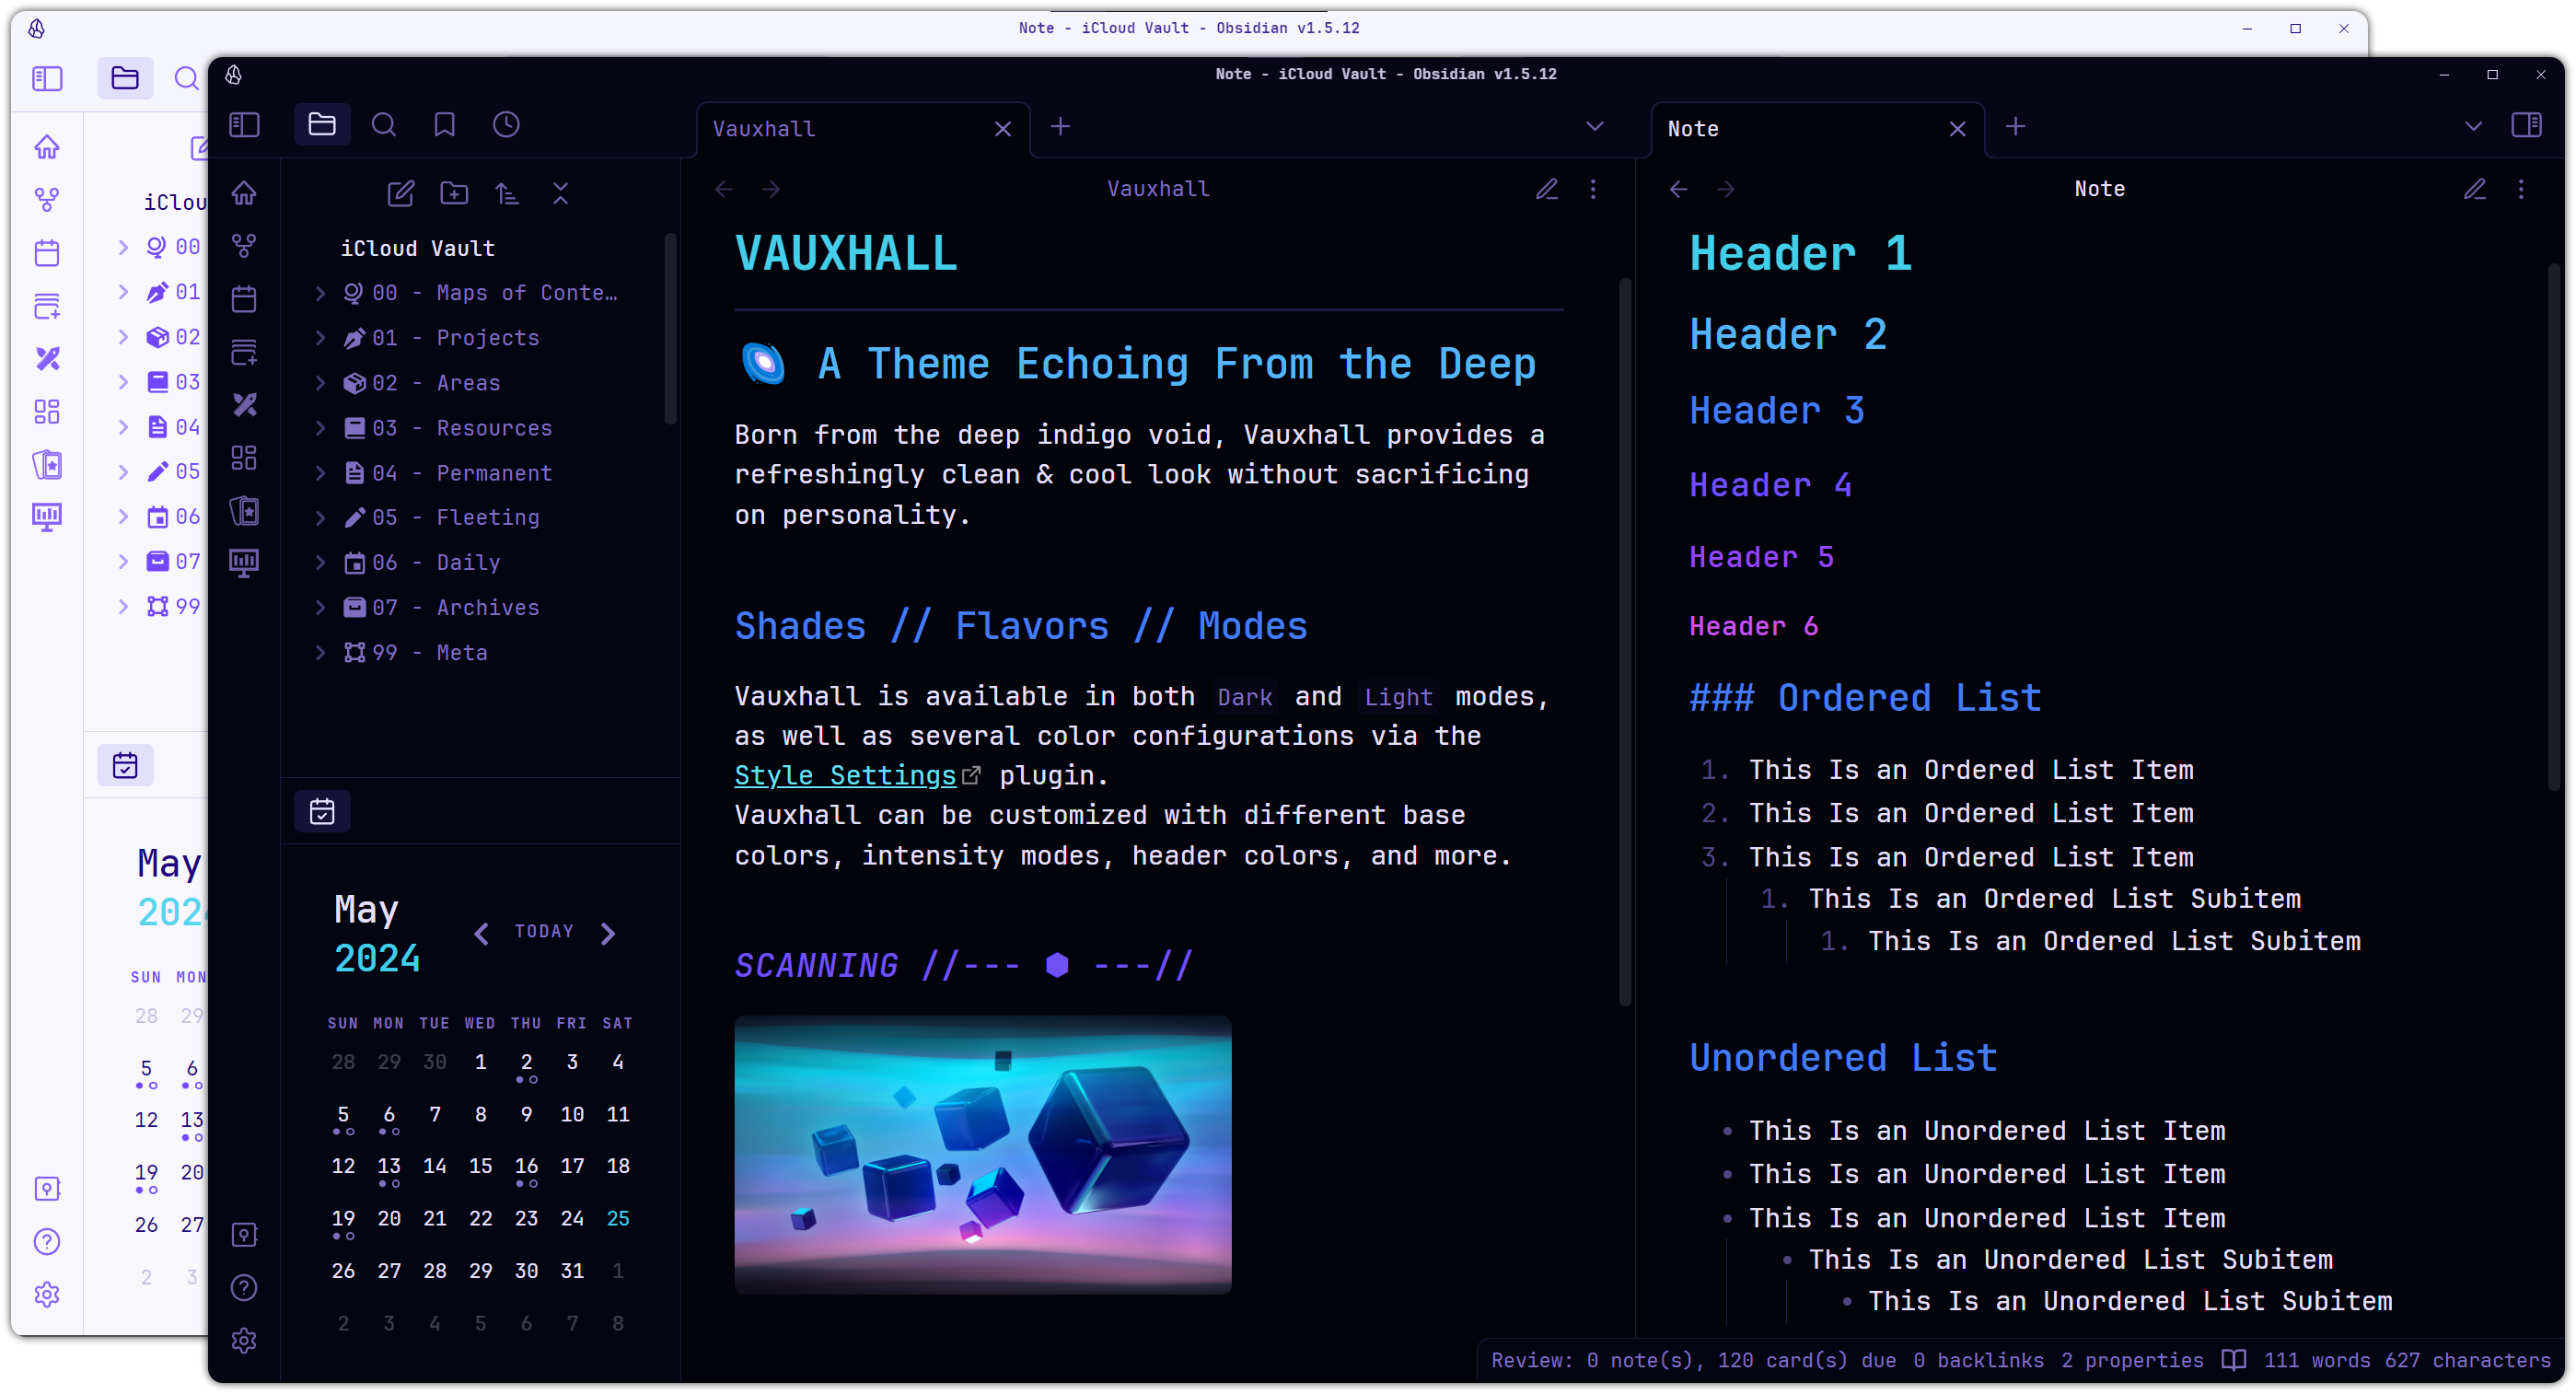 Note - iCloud Vault - Obsidian v1.5.12
iClou
00
01
02
03
04
05
06
07
99
May
202
SUN MON
28 29
5 6
12 13
19 20
26 27
2 3
Note - iCloud Vault - Obsidian v1.5.12
iCloud Vault
00 - Maps of Conte…
01 - Projects
02 - Areas
03 - Resources
04 - Permanent
05 - Fleeting
06 - Daily
07 - Archives
99 - Meta
May
2024
TODAY
SUN MON TUE WED THU FRI SAT
28 29 30 1 2 3 4
5 6 7 8 9 10 11
12 13 14 15 16 17 18
19 20 21 22 23 24 25
26 27 28 29 30 31 1
2 3 4 5 6 7 8
Vauxhall
Vauxhall
VAUXHALL
A Theme Echoing From the Deep
Born from the deep indigo void, Vauxhall provides a
refreshingly clean & cool look without sacrificing
on personality.
Shades // Flavors // Modes
Vauxhall is available in both Dark and Light modes,
as well as several color configurations via the
Style Settings plugin.
Vauxhall can be customized with different base
colors, intensity modes, header colors, and more.
SCANNING //--- ⬢ ---//
Note
Note
Header 1
Header 2
Header 3
Header 4
Header 5
Header 6
### Ordered List
1. This Is an Ordered List Item
2. This Is an Ordered List Item
3. This Is an Ordered List Item
1. This Is an Ordered List Subitem
1. This Is an Ordered List Subitem
Unordered List
• This Is an Unordered List Item
• This Is an Unordered List Item
• This Is an Unordered List Item
• This Is an Unordered List Subitem
• This Is an Unordered List Subitem
Review: 0 note(s), 120 card(s) due 0 backlinks 2 properties 111 words 627 characters